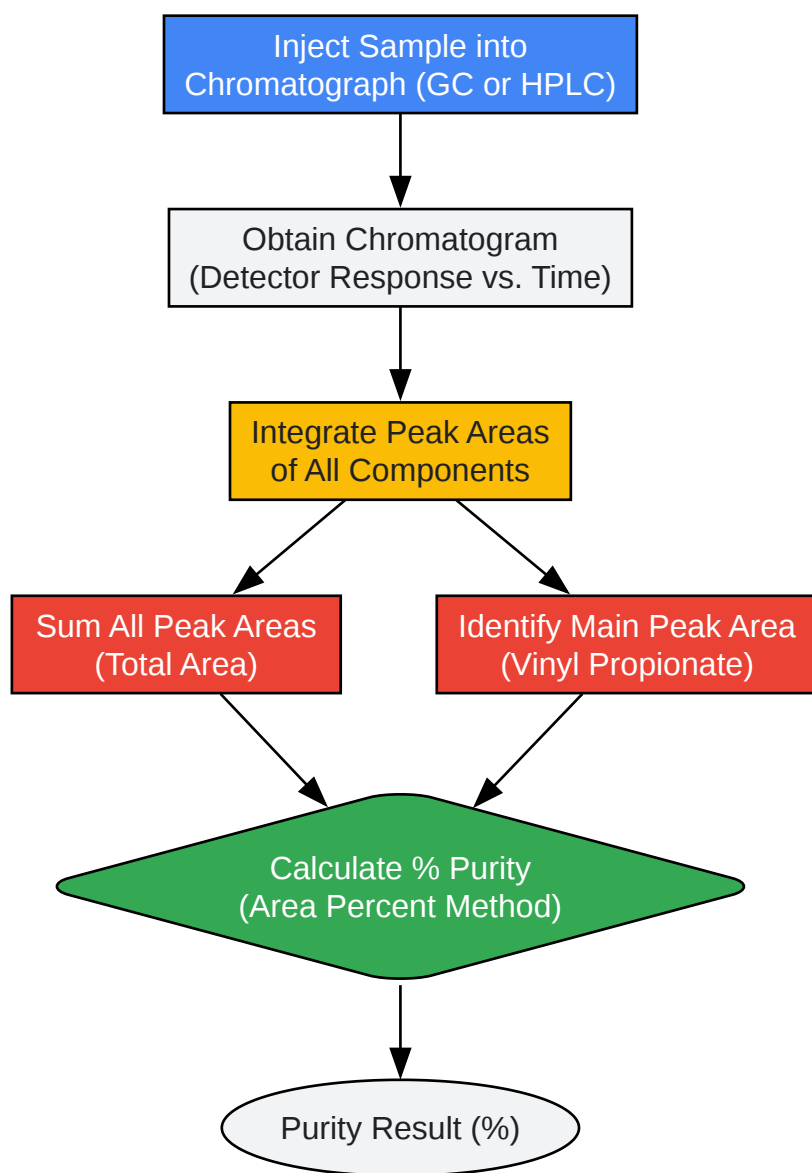 Inject Sample into
Chromatograph (GC or HPLC)
Obtain Chromatogram
(Detector Response vs. Time)
Integrate Peak Areas
of All Components
Sum All Peak Areas
(Total Area)
Identify Main Peak Area
(Vinyl Propionate)
Calculate % Purity
(Area Percent Method)
Purity Result (%)